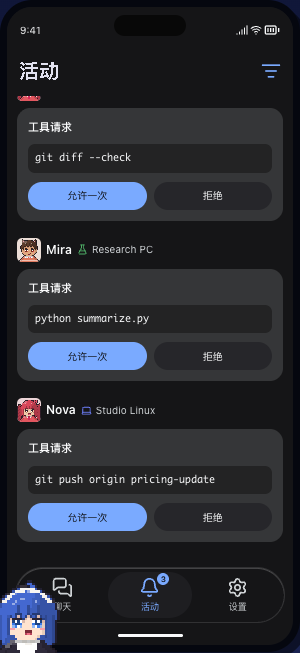 9:41
活动
工具请求
git diff --check
允许一次
拒绝
Mira
Research PC
工具请求
python summarize.py
允许一次
拒绝
Nova
Studio Linux
工具请求
git push origin pricing-update
允许一次
拒绝
聊天
3
活动
设置